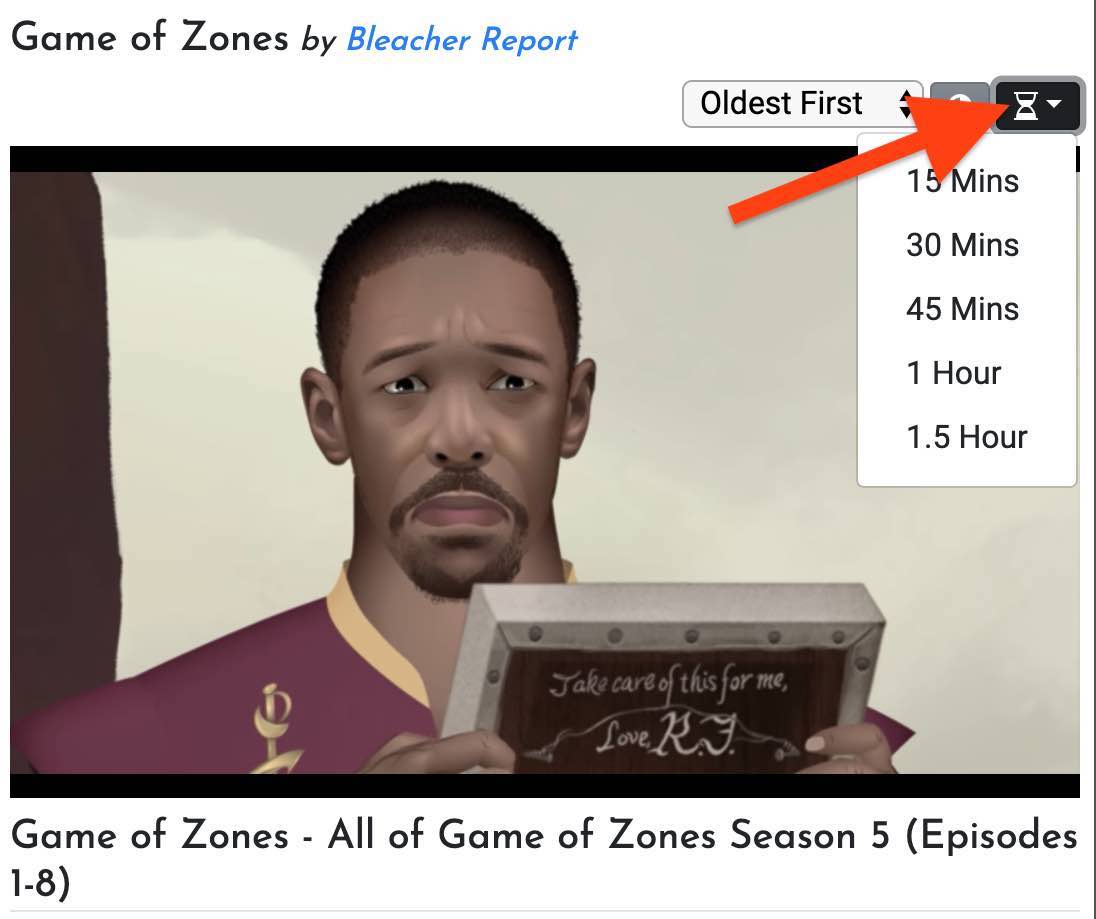 Game of Zones by Bleacher Report
Oldest First
15 Mins
30 Mins
45 Mins
1 Hour
1.5 Hour
Take care of this for me,
Love, K.I.
Game of Zones - All of Game of Zones Season 5 (Episodes
1-8)